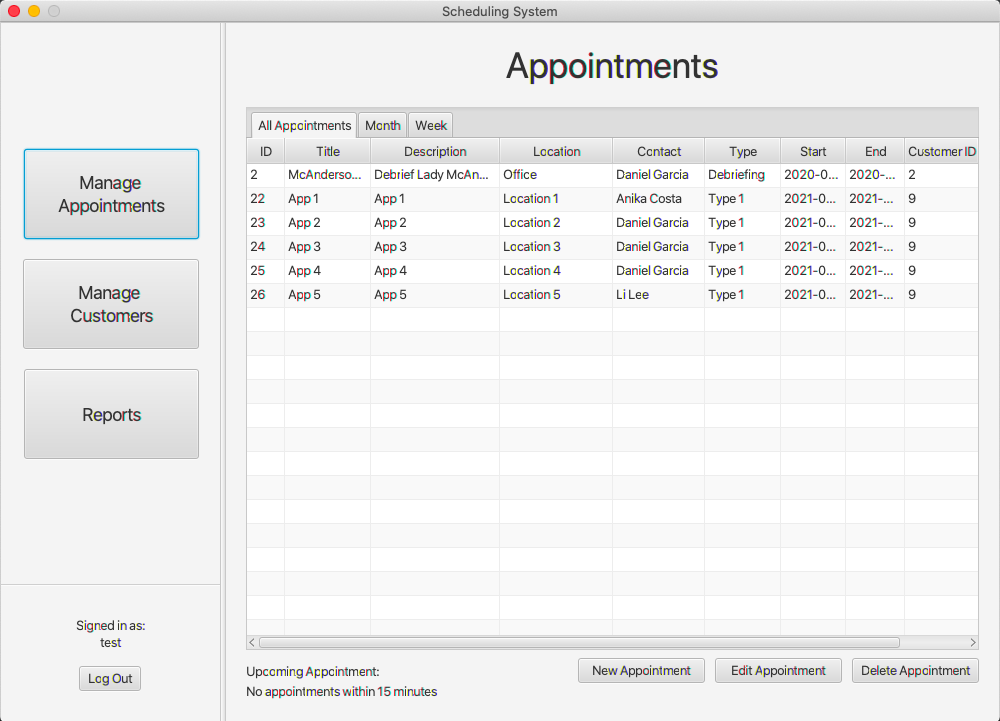 Scheduling System
Manage
Appointments
Manage
Customers
Reports
Signed in as:
test
Log Out
Appointments
All Appointments Month Week
ID Title Description Location Contact Type Start End Customer ID
2 McAnderso... Debrief Lady McAn... Office Daniel Garcia Debriefing 2020-0... 2020-... 2
22 App 1 App 1 Location 1 Anika Costa Type 1 2021-0... 2021-... 9
23 App 2 App 2 Location 2 Daniel Garcia Type 1 2021-0... 2021-... 9
24 App 3 App 3 Location 3 Daniel Garcia Type 1 2021-0... 2021-... 9
25 App 4 App 4 Location 4 Daniel Garcia Type 1 2021-0... 2021-... 9
26 App 5 App 5 Location 5 Li Lee Type 1 2021-0... 2021-... 9
Upcoming Appointment:
No appointments within 15 minutes
New Appointment Edit Appointment Delete Appointment